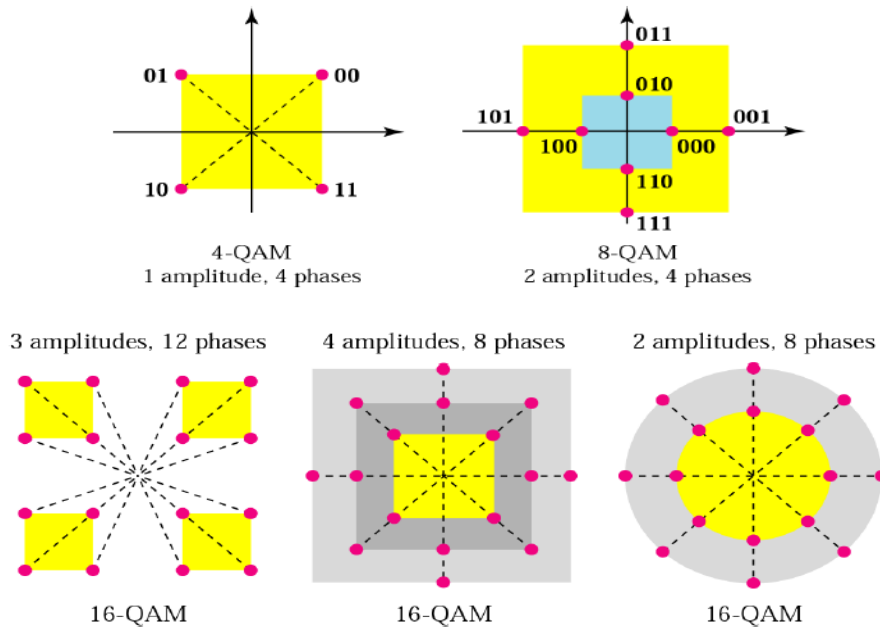 011
01
00
010
101
001
100
000
10
11
110
111
4-QAM
1 amplitude, 4 phases
8-QAM
2 amplitudes, 4 phases
3 amplitudes, 12 phases
4 amplitudes, 8 phases
2 amplitudes, 8 phases
16-QAM
16-QAM
16-QAM